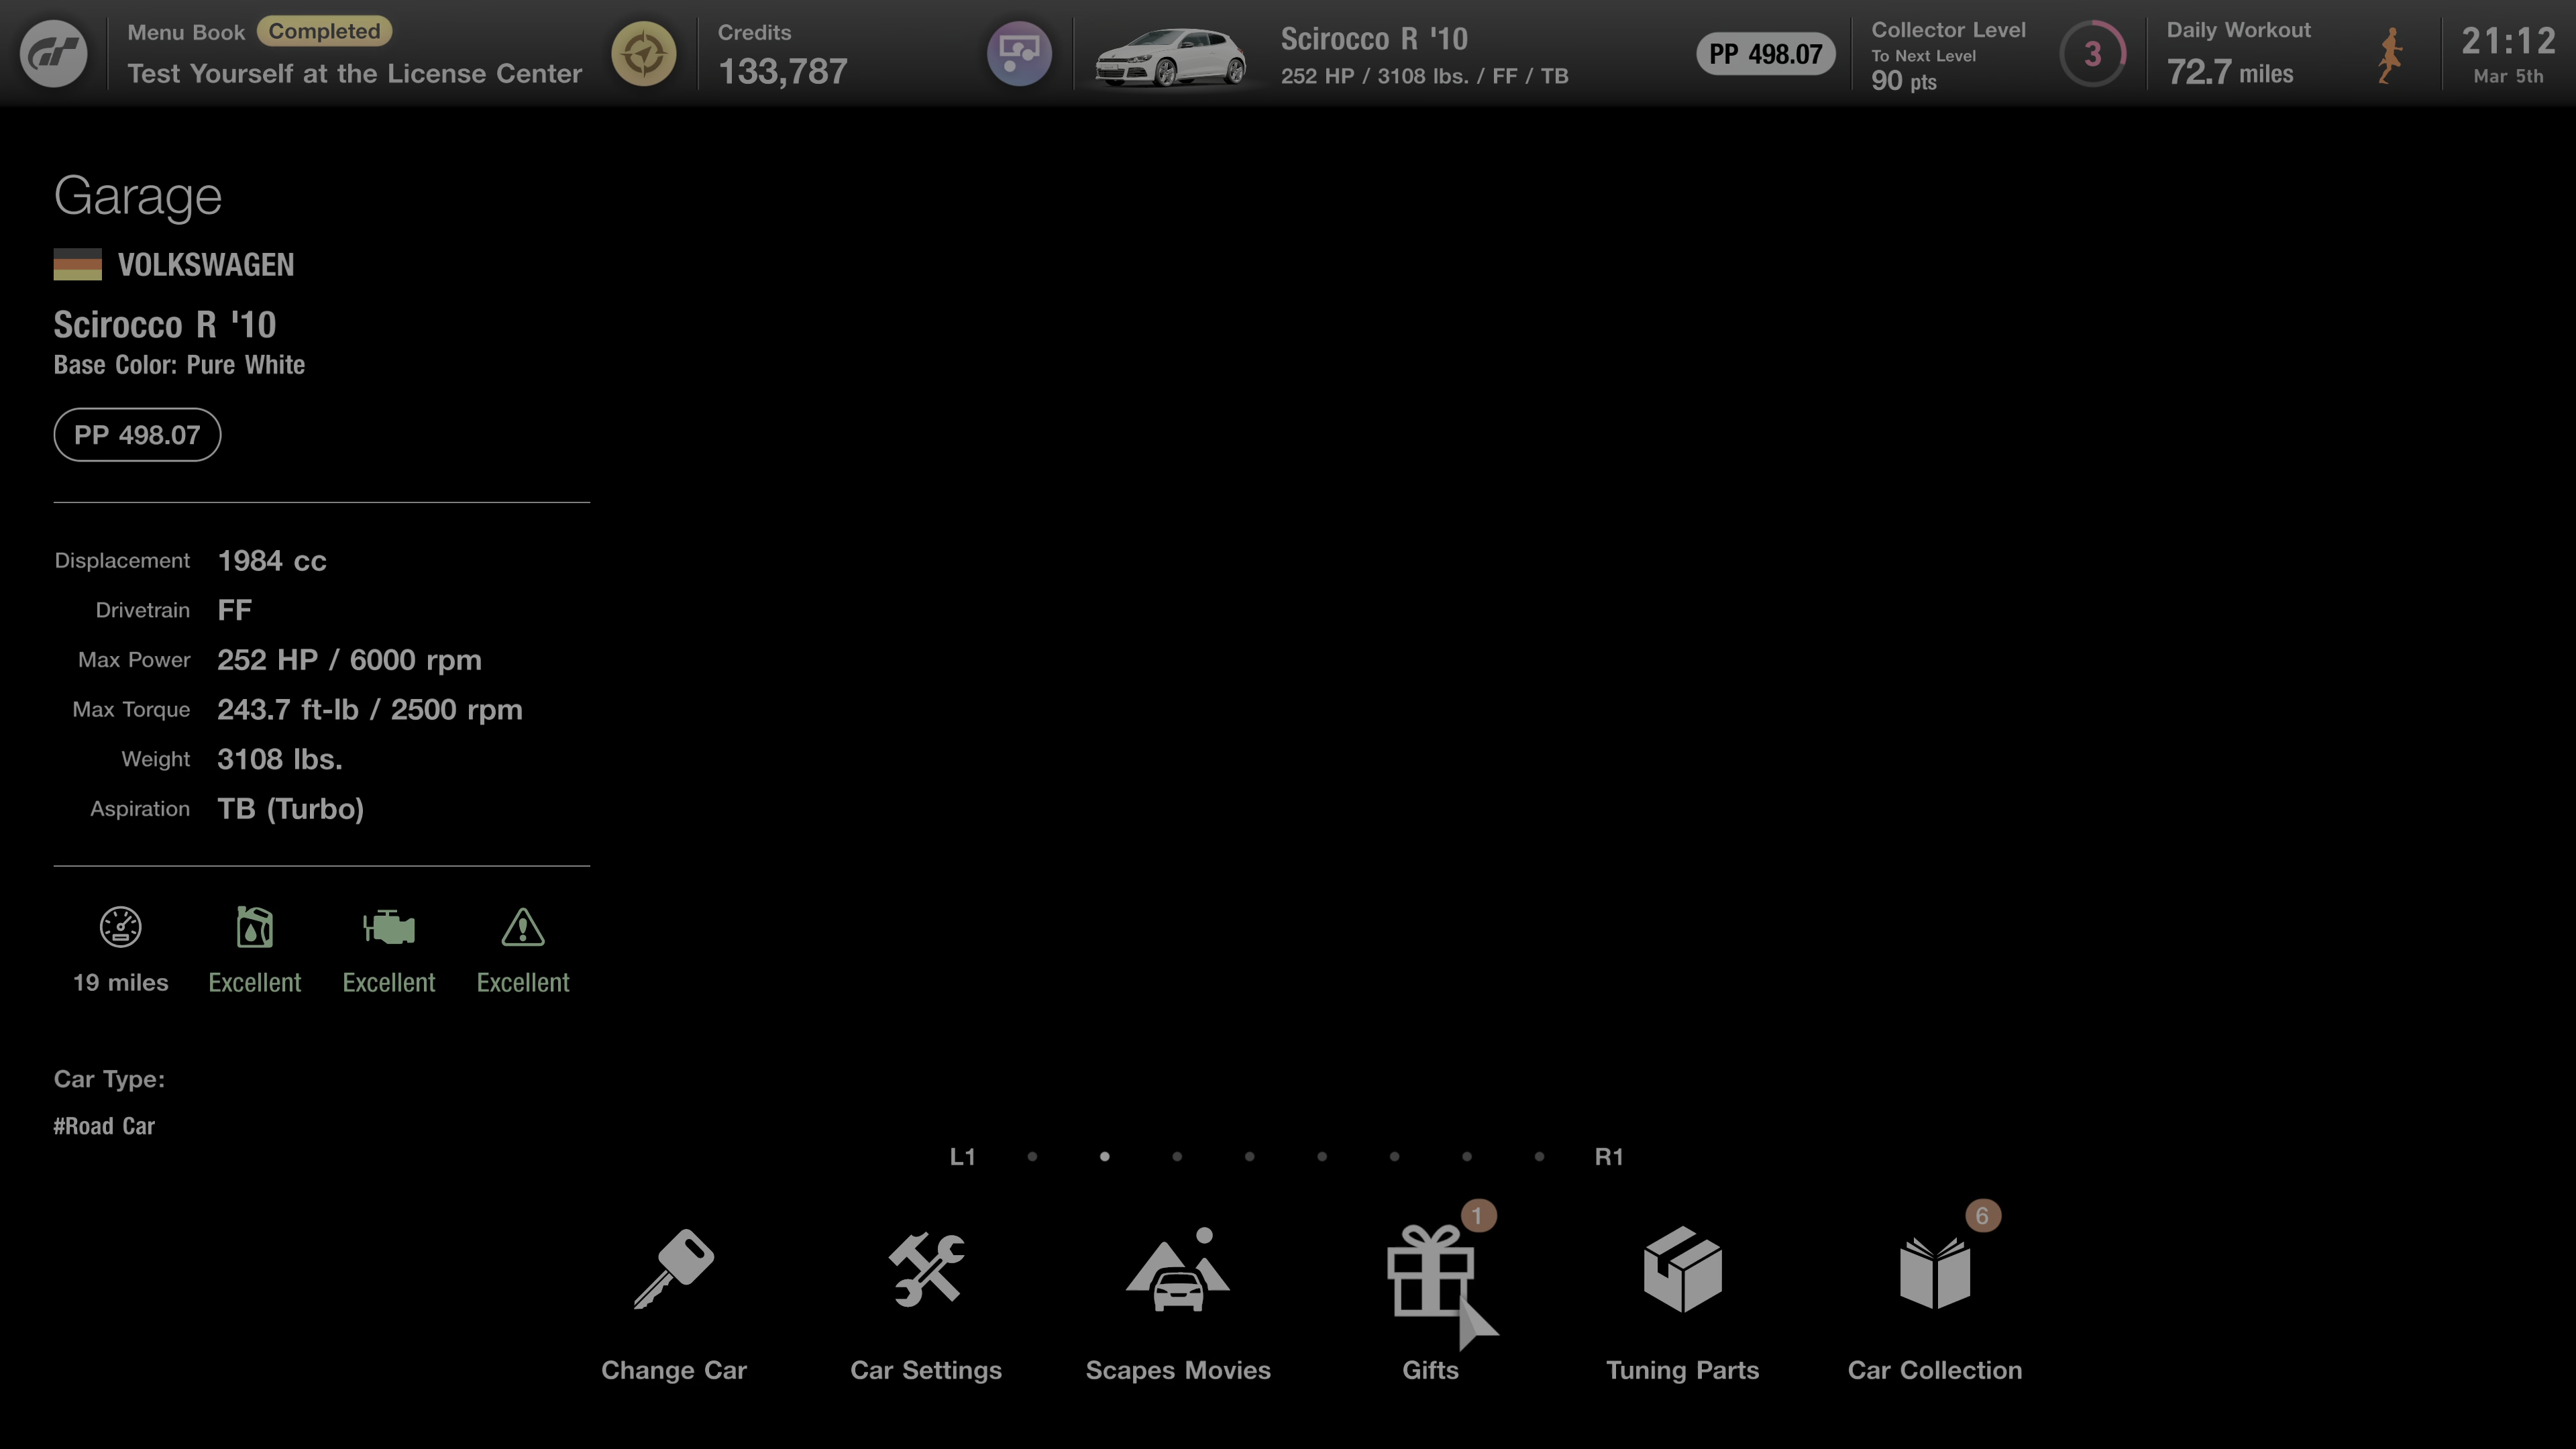 Menu Book Completed
Test Yourself at the License Center
Credits
133,787
Scirocco R '10
252 HP / 3108 lbs. / FF / TB
PP 498.07
Collector Level
To Next Level
90 pts
3
Daily Workout
72.7 miles
21:12
Mar 5th
Garage
VOLKSWAGEN
Scirocco R '10
Base Color: Pure White
PP 498.07
Displacement 1984 cc
Drivetrain FF
Max Power 252 HP / 6000 rpm
Max Torque 243.7 ft-lb / 2500 rpm
Weight 3108 lbs.
Aspiration TB (Turbo)
19 miles Excellent Excellent Excellent
Car Type:
#Road Car
L1 R1
1 6
Change Car Car Settings Scapes Movies Gifts Tuning Parts Car Collection